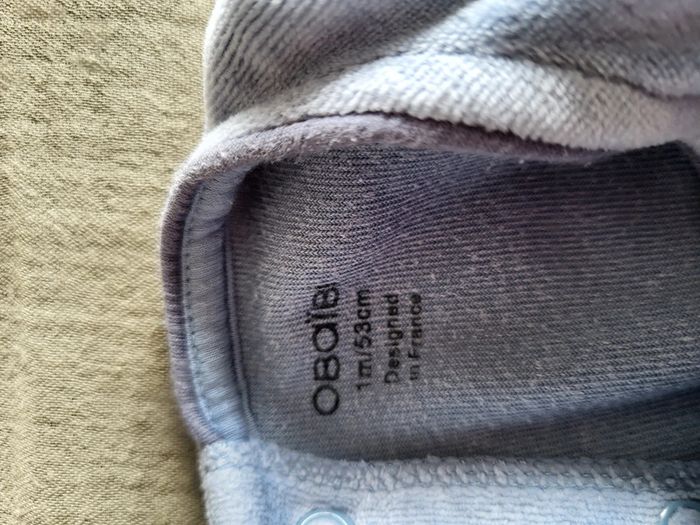 OBaïBI
1m/53cm
Designed
in France